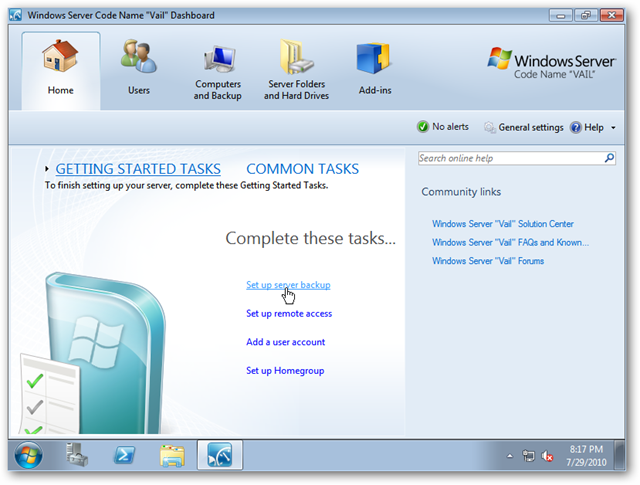 Windows Server Code Name "Vail" Dashboard
Home
Users
Computers
and Backup
Server Folders
and Hard Drives
Add-ins
Windows Server
Code Name "VAIL"
No alerts
General settings
Help
GETTING STARTED TASKS
COMMON TASKS
To finish setting up your server, complete these Getting Started Tasks.
Search online help
Community links
Windows Server "Vail" Solution Center
Windows Server "Vail" FAQs and Known...
Windows Server "Vail" Forums
Complete these tasks...
Set up server backup
Set up remote access
Add a user account
Set up Homegroup
8:17 PM
7/29/2010